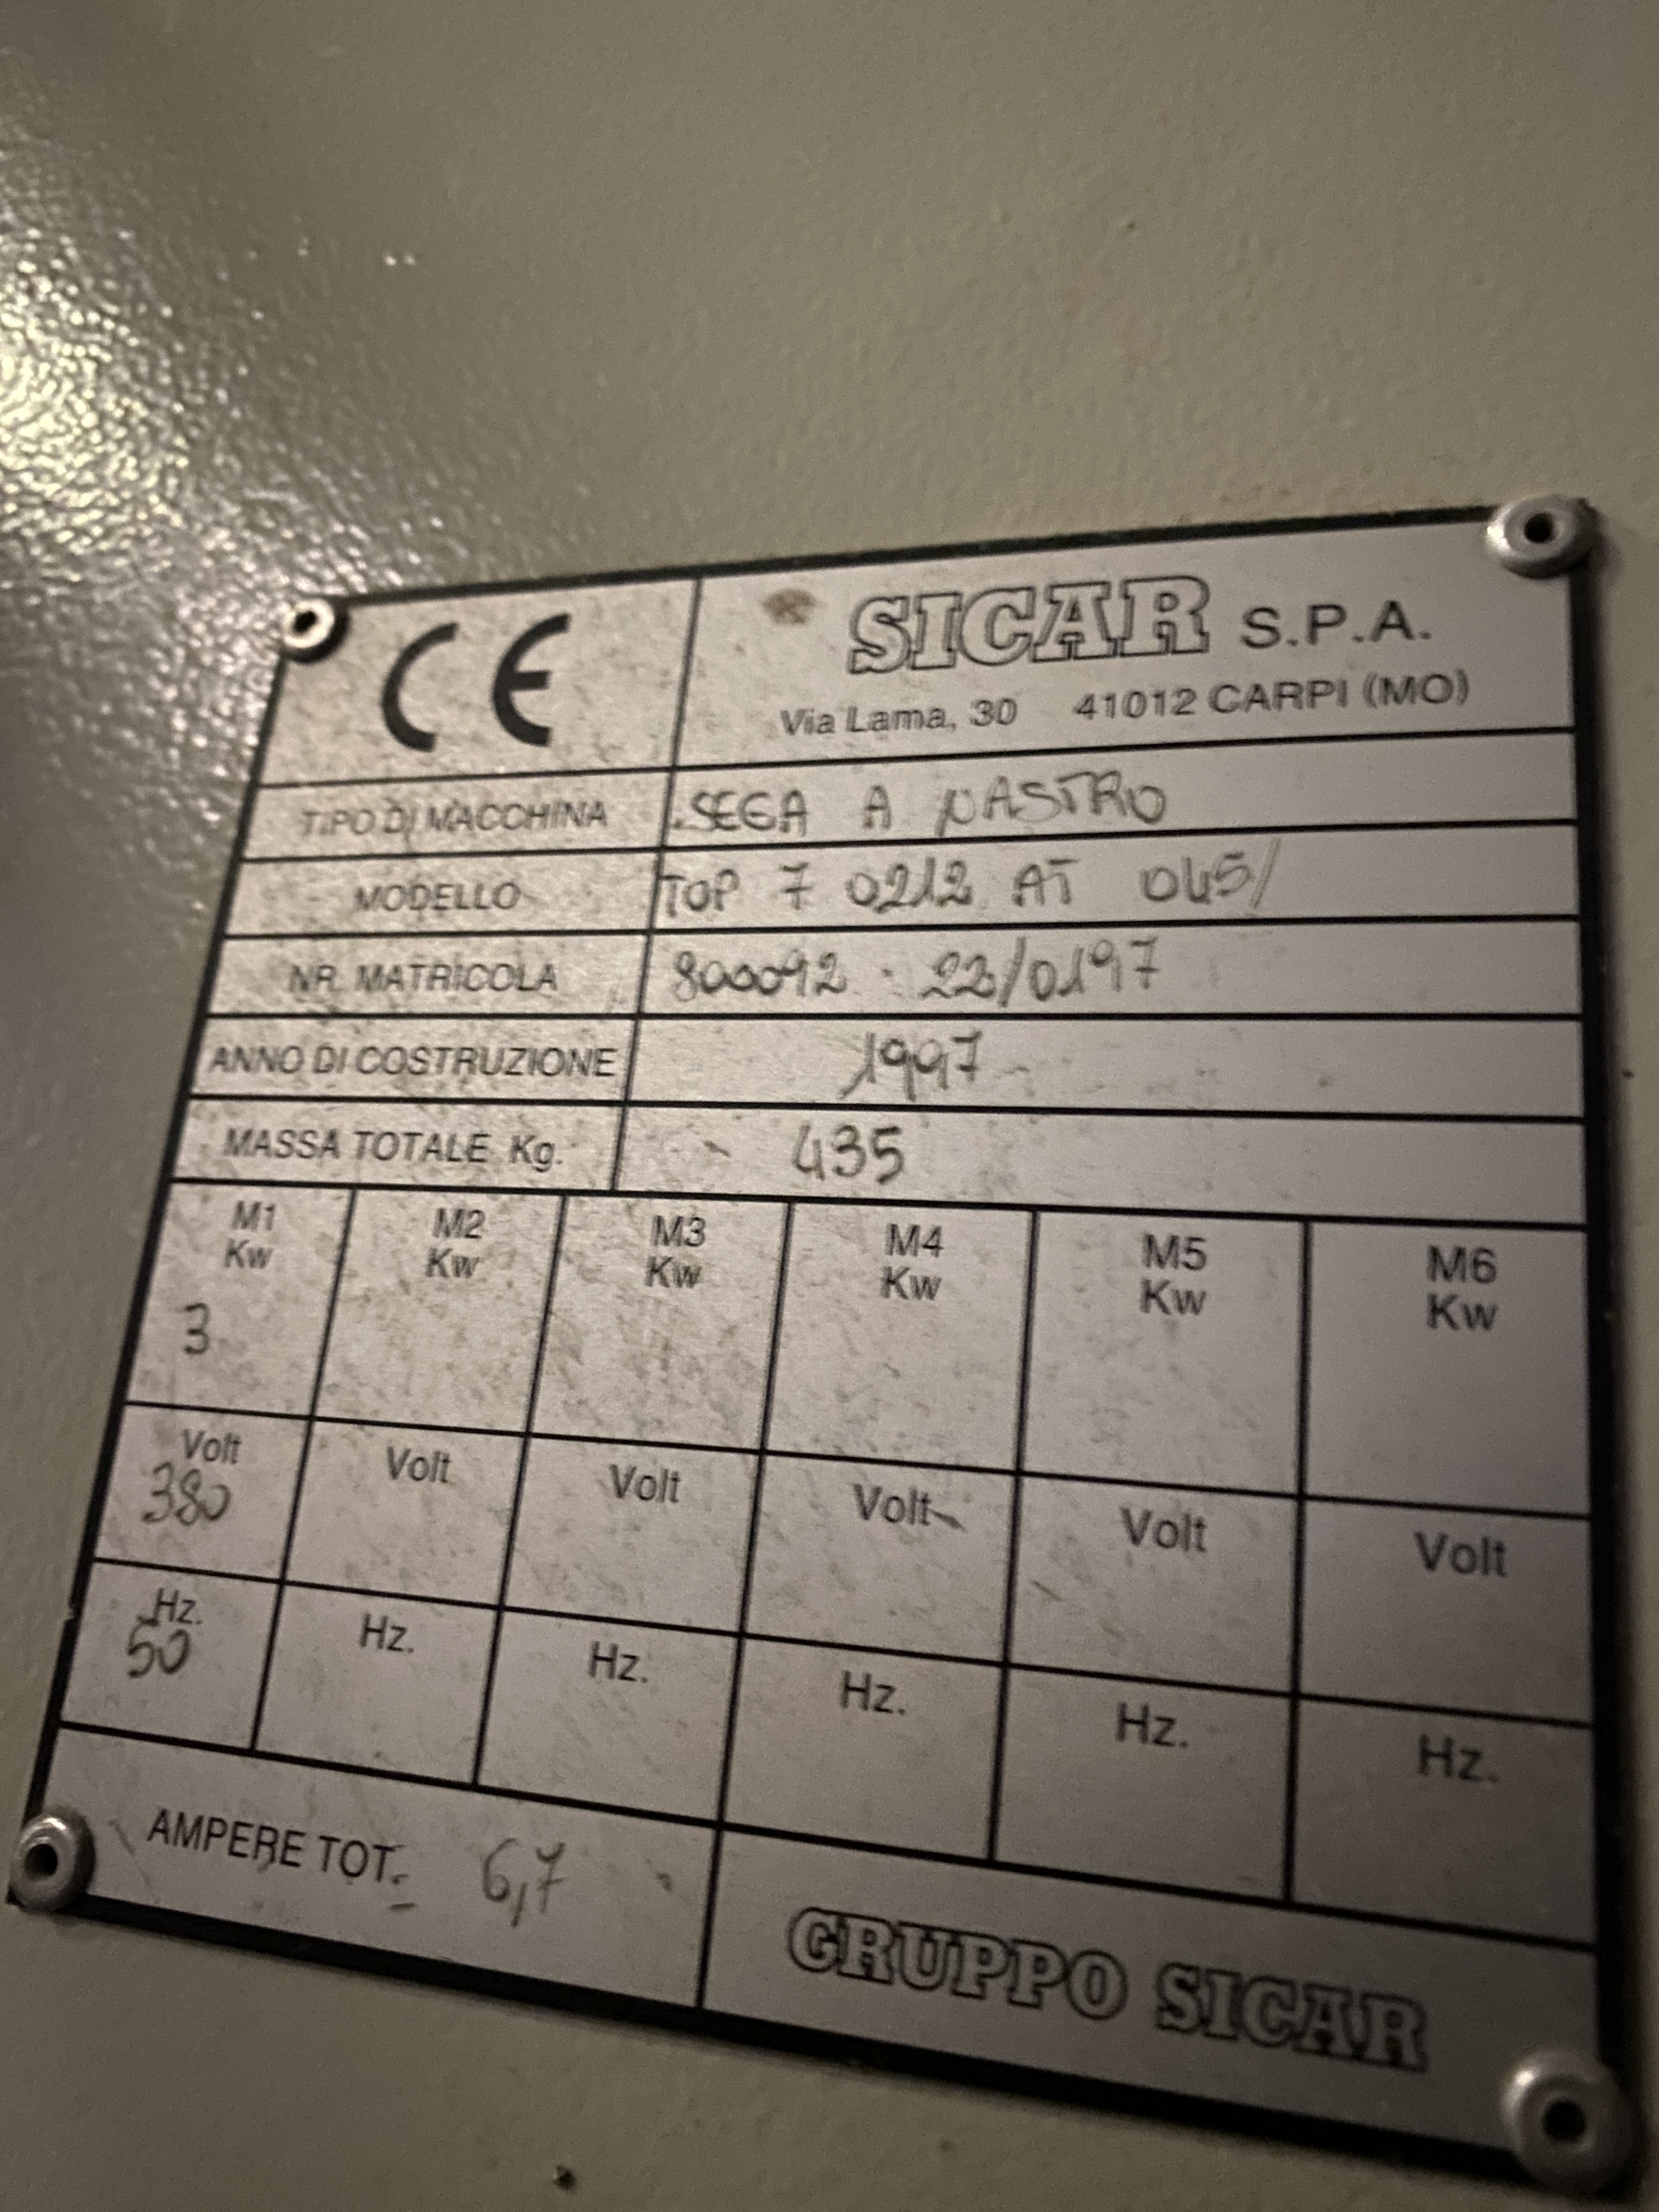 CE
SICAR S.P.A.
Via Lama, 30 41012 CARPI (MO)
TIPO DI MACCHINA SEGA A NASTRO
MODELLO TOP 7 0212 AT 045/
NR. MATRICOLA 800092 · 22/0197
ANNO DI COSTRUZIONE 1997
MASSA TOTALE Kg. 435
M1 M2 M3 M4 M5 M6
Kw Kw Kw Kw Kw Kw
3
Volt Volt Volt Volt Volt Volt
380
Hz. Hz. Hz. Hz. Hz. Hz.
50
AMPERE TOT. 6,7
GRUPPO SICAR